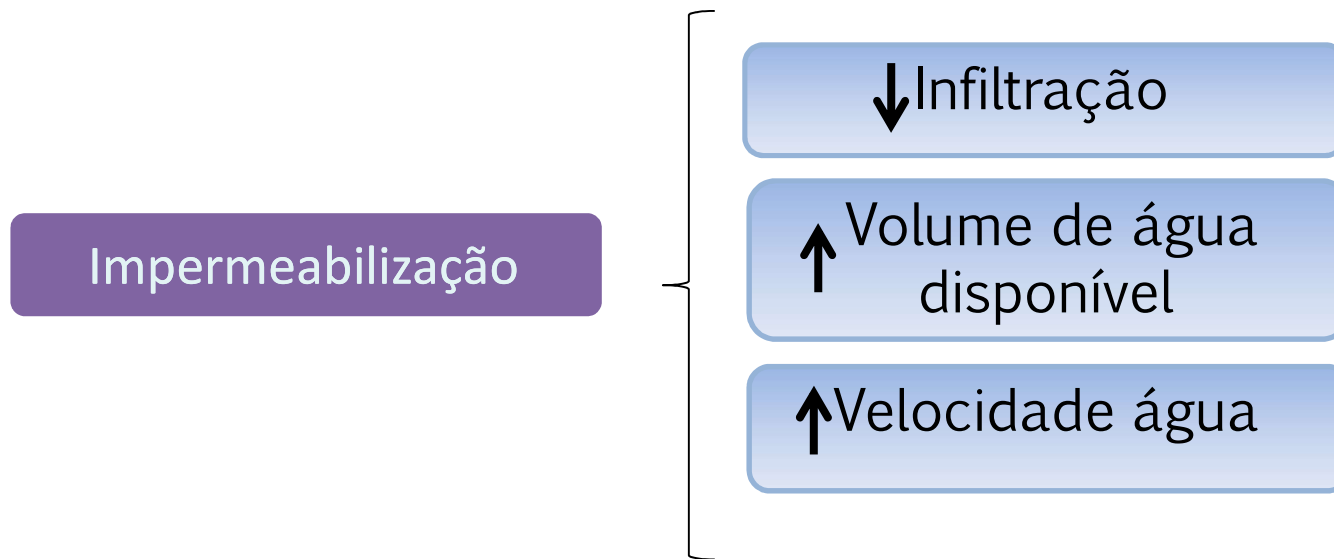 Impermeabilização
Infiltração
Volume de água
disponível
Velocidade água